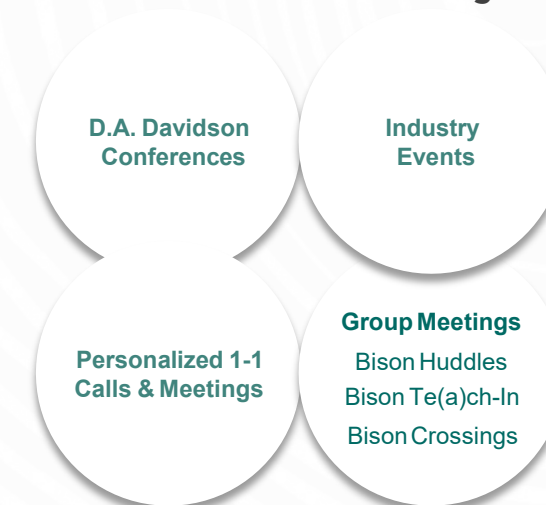 D.A. Davidson
Conferences
Industry
Events
Personalized 1-1
Calls & Meetings
Group Meetings
Bison Huddles
Bison Te(a)ch-In
Bison Crossings